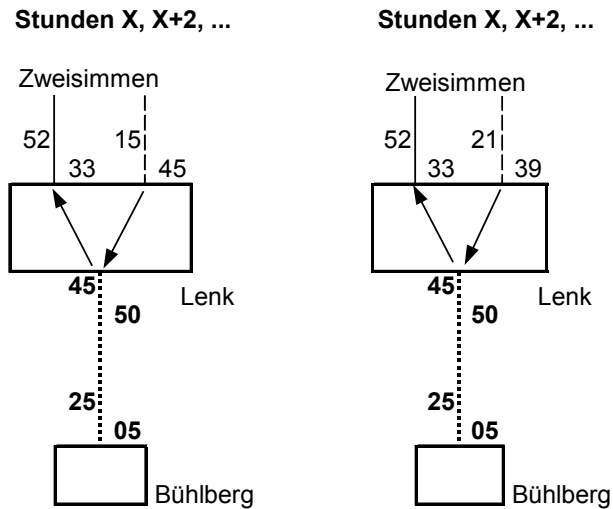 Stunden X, X+2, ...
Zweisimmen
52 15
33 45
45 Lenk
50
25
05
Bühlberg
Stunden X, X+2, ...
Zweisimmen
52 21
33 39
45 Lenk
50
25
05
Bühlberg